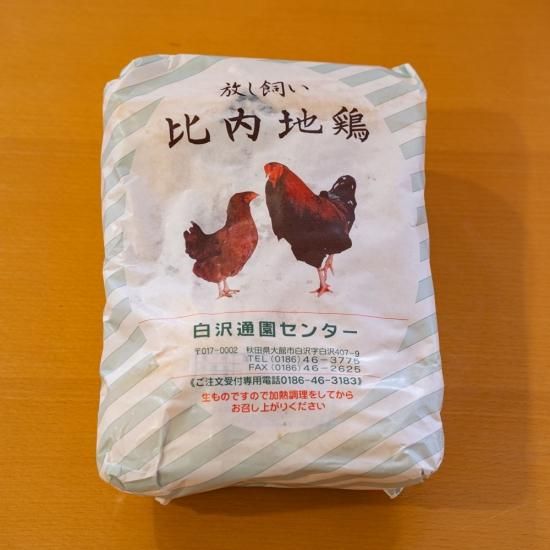 放し飼い
比内地鶏
白沢通園センター
〒017-0002 秋田県大館市白沢字白沢407-9
TEL (0186) 46-3775
FAX (0186) 46-2625
《ご注文受付専用電話0186-46-3183》
生ものですので加熱調理をしてから
お召し上がりください